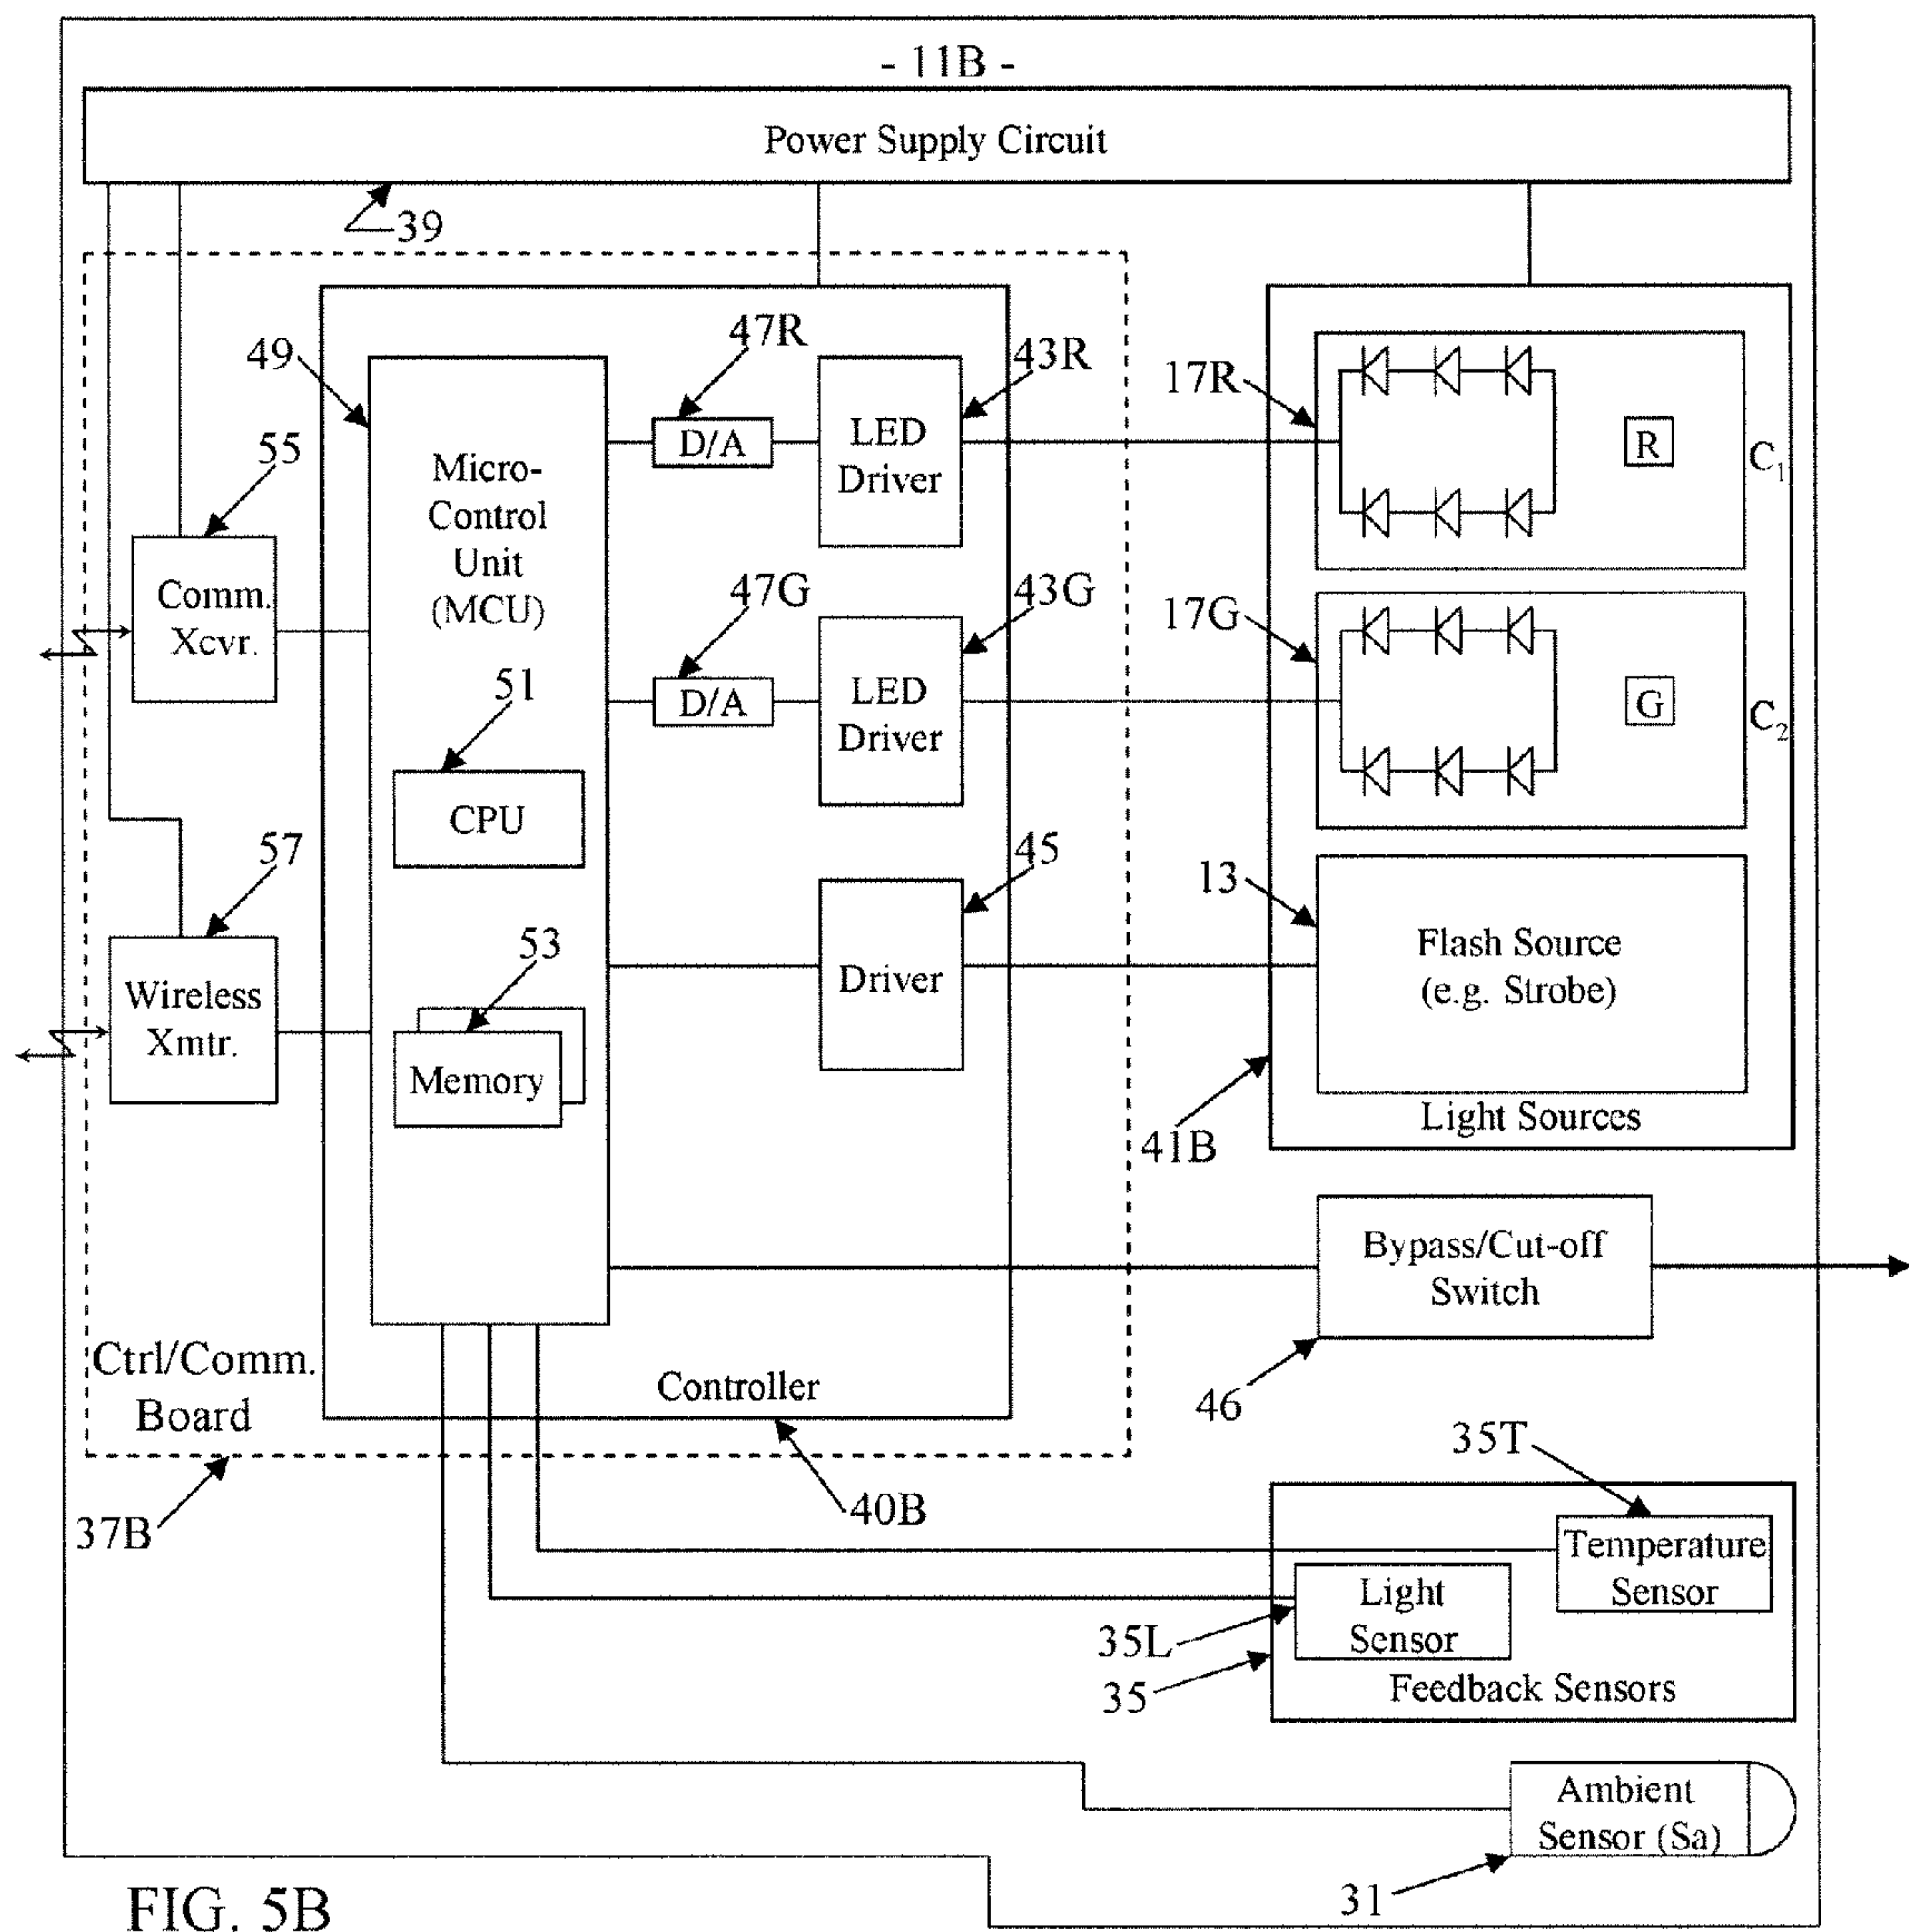 - 11B -
Power Supply Circuit
39
49
47R
43R
17R
D/A
LED
Driver
R
C₁
55
Micro-
Control
Unit
(MCU)
Comm.
Xcvr.
47G
43G
17G
D/A
LED
Driver
G
C₂
51
CPU
57
Wireless
Xmtr.
53
Memory
45
Driver
13
Flash Source
(e.g. Strobe)
Light Sources
41B
Bypass/Cut-off
Switch
46
Ctrl/Comm.
Board
Controller
37B
40B
35T
Temperature
Sensor
Light
Sensor
35L
35
Feedback Sensors
Ambient
Sensor (Sa)
31
FIG. 5B